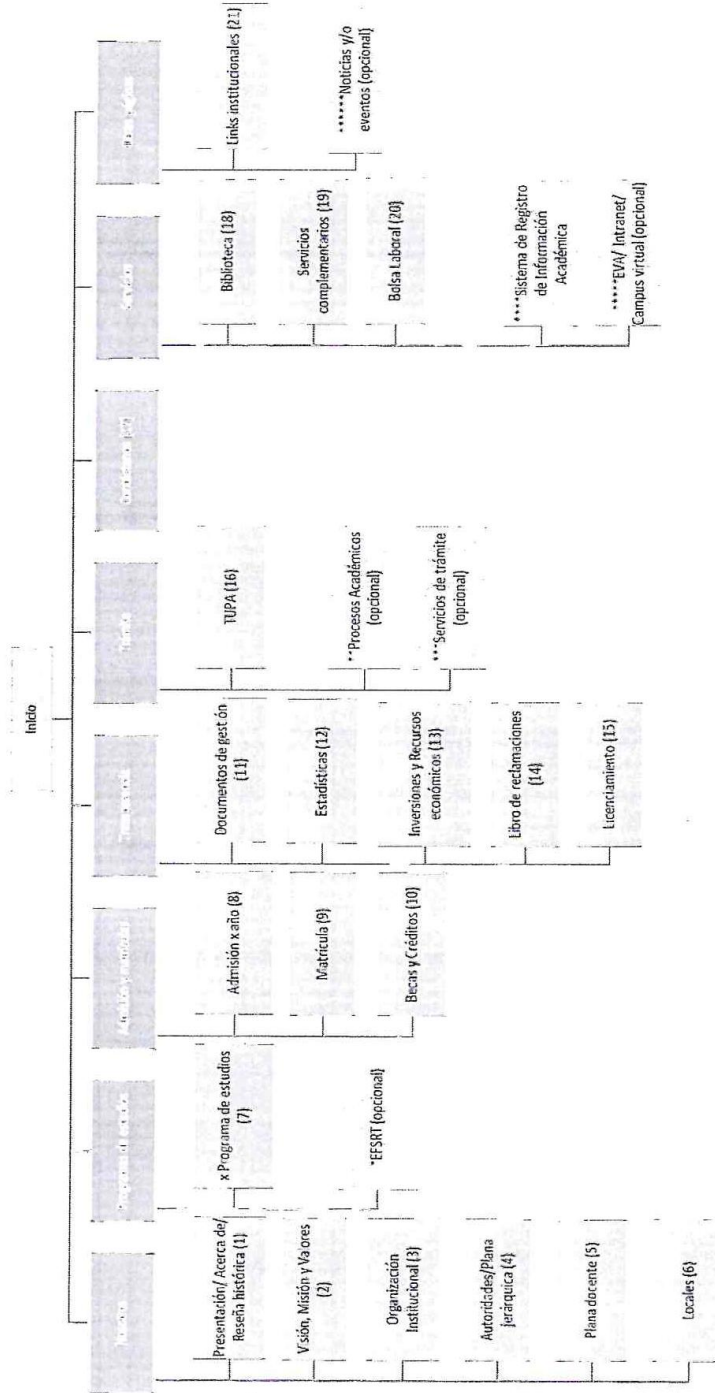 Inicio
Presentación/ Acerca de/
Reseña histórica (1)
Visión, Misión y Valores
(2)
Organización
Institucional (3)
Autoridades/Plana
jerárquica (4)
Plana docente (5)
Locales (6)
x Programa de estudios
(7)
*EFSRT (opcional)
Admisión x año (8)
Matrícula (9)
Becas y Créditos (10)
Documentos de gestión
(11)
Estadísticas (12)
Inversiones y Recursos
económicos (13)
Libro de reclamaciones
(14)
Licenciamiento (15)
TUPA (16)
**Procesos Académicos
(opcional)
***Servicios de trámite
(opcional)
Biblioteca (18)
Servicios
complementarios (19)
Bolsa Laboral (20)
****Sistema de Registro
de Información
Académica
*****EVA/ Intranet/
Campus virtual (opcional)
Links institucionales (21)
******Noticias y/o
eventos (opcional)